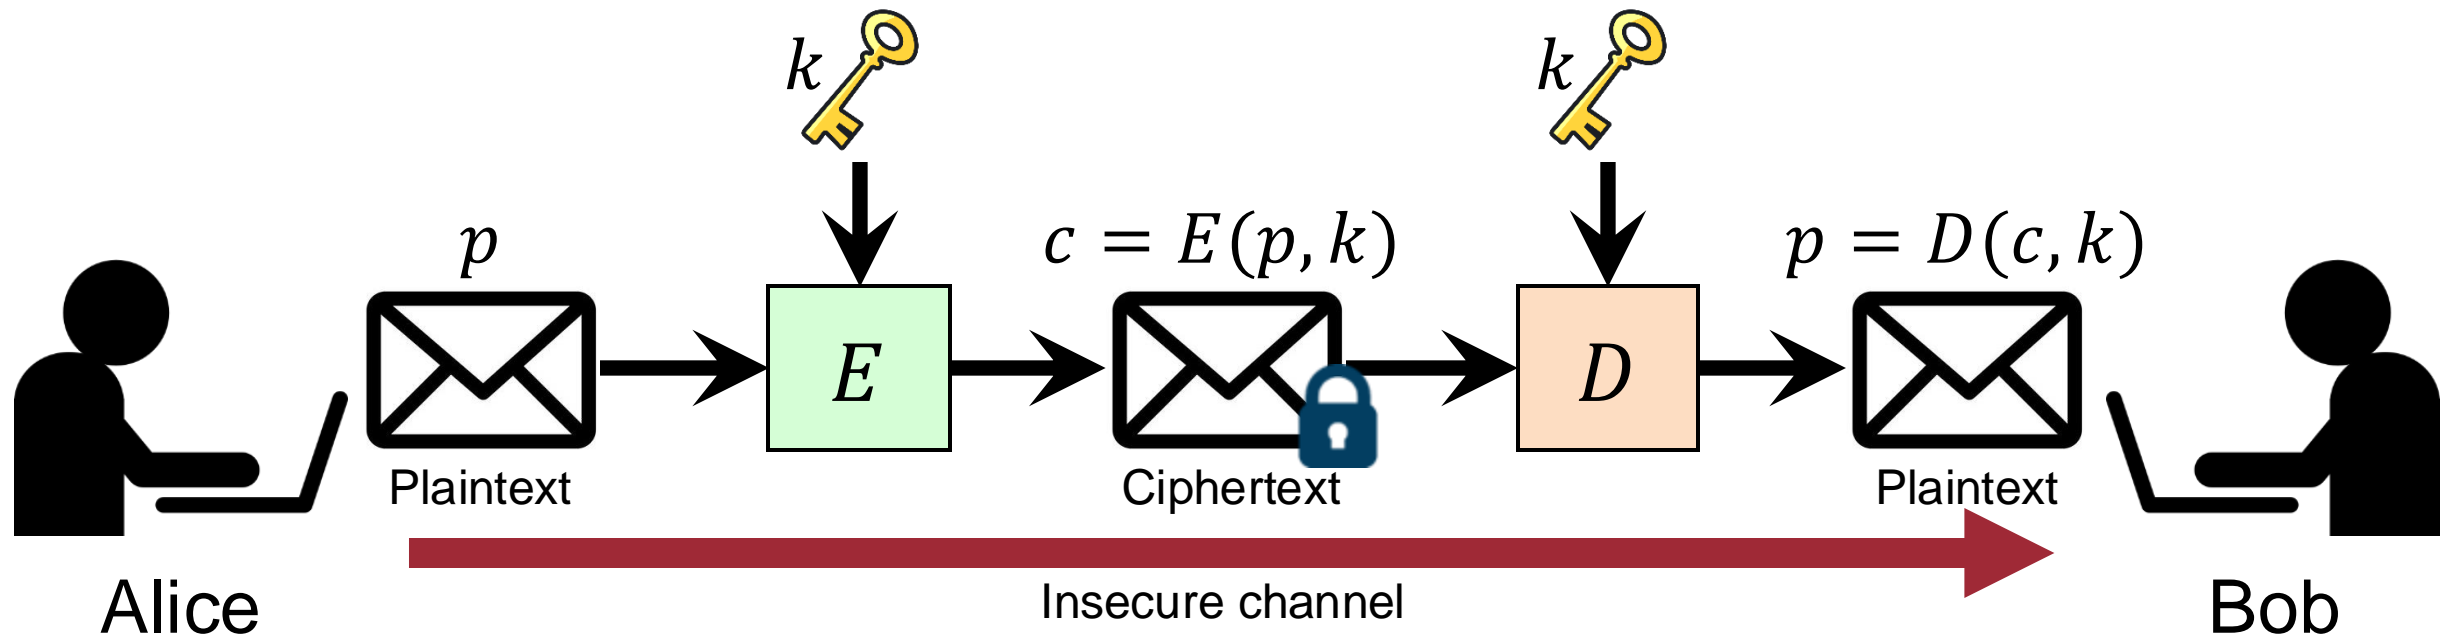 k
k
p
c = E(p, k)
p = D(c, k)
E
D
Plaintext
Ciphertext
Plaintext
Insecure channel
Alice
Bob